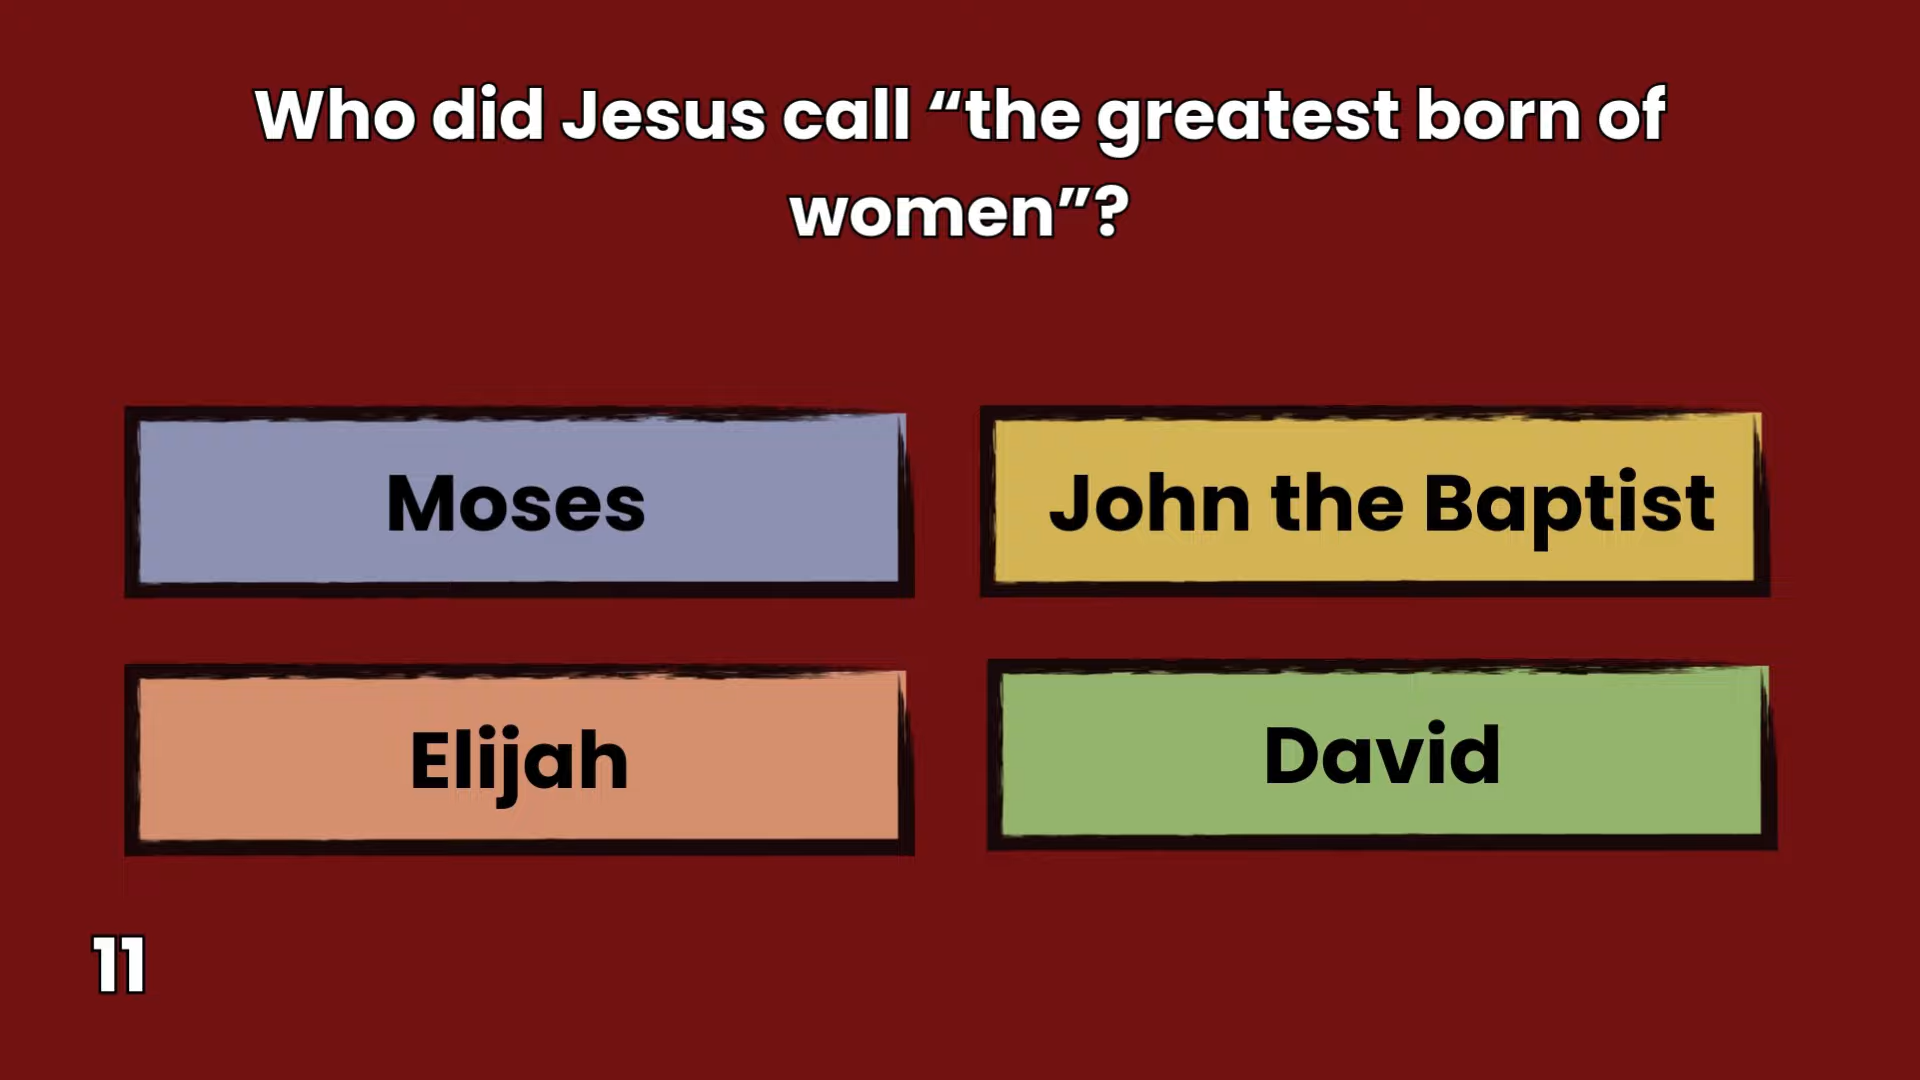 Who did Jesus call “the greatest born of
women”?
Moses
John the Baptist
Elijah
David
11